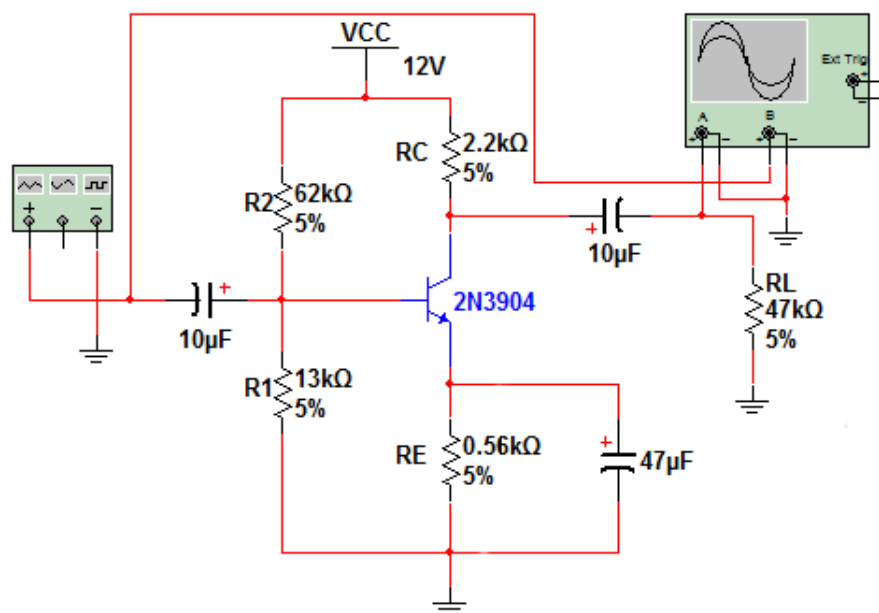 VCC
12V
Ext Trig
+
-
A
B
+ - + -
RC
2.2kΩ
5%
R2
62kΩ
5%
+ -
+
10µF
+
10µF
2N3904
RL
47kΩ
5%
R1
13kΩ
5%
RE
0.56kΩ
5%
+
47µF